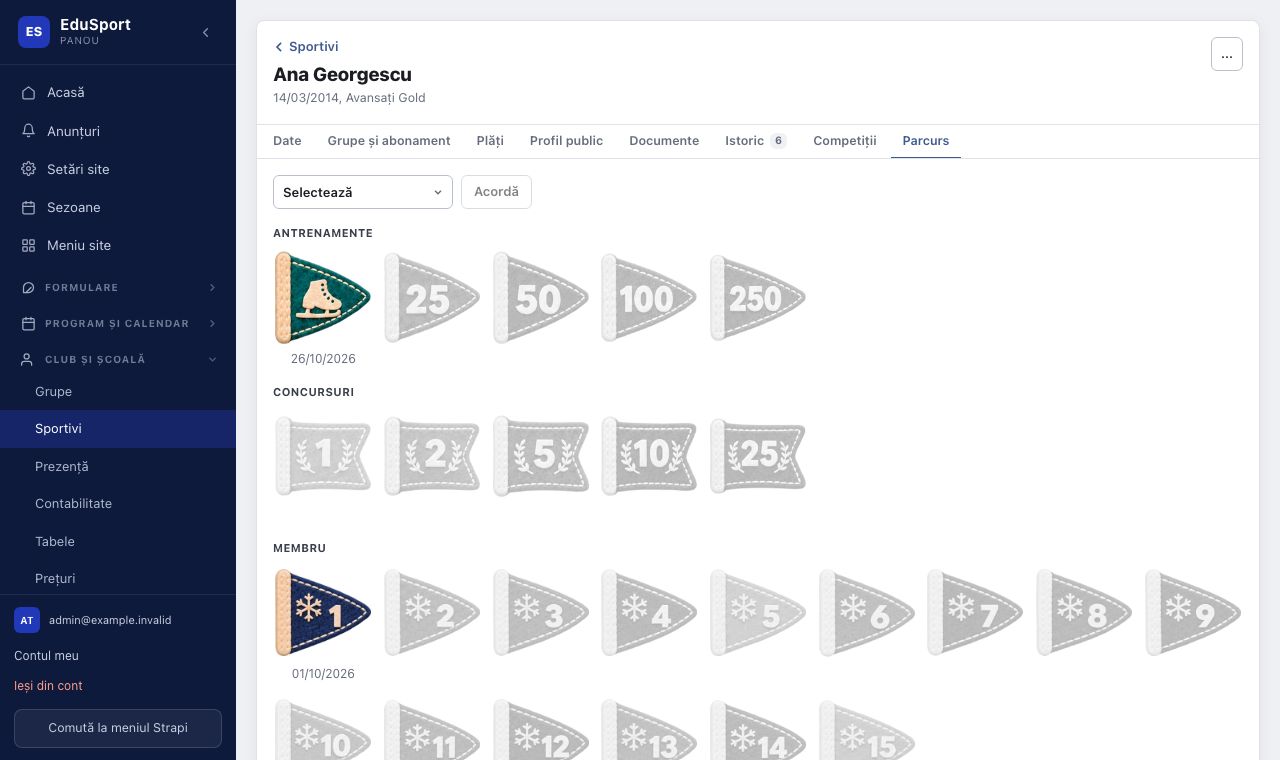 ES
EduSport
PANOU
Acasă
Anunțuri
Setări site
Sezoane
Meniu site
FORMULARE
PROGRAM ȘI CALENDAR
CLUB ȘI ȘCOALĂ
Grupe
Sportivi
Prezență
Contabilitate
Tabele
Prețuri
AT
admin@example.invalid
Contul meu
Ieși din cont
Comută la meniul Strapi
Sportivi
Ana Georgescu
14/03/2014, Avansați Gold
...
Date
Grupe și abonament
Plăți
Profil public
Documente
Istoric 6
Competiții
Parcurs
Selectează
Acordă
ANTRENAMENTE
25 50 100 250
26/10/2026
CONCURSURI
1 2 5 10 25
MEMBRU
1 2 3 4 5 6 7 8 9
01/10/2026
10 11 12 13 14 15